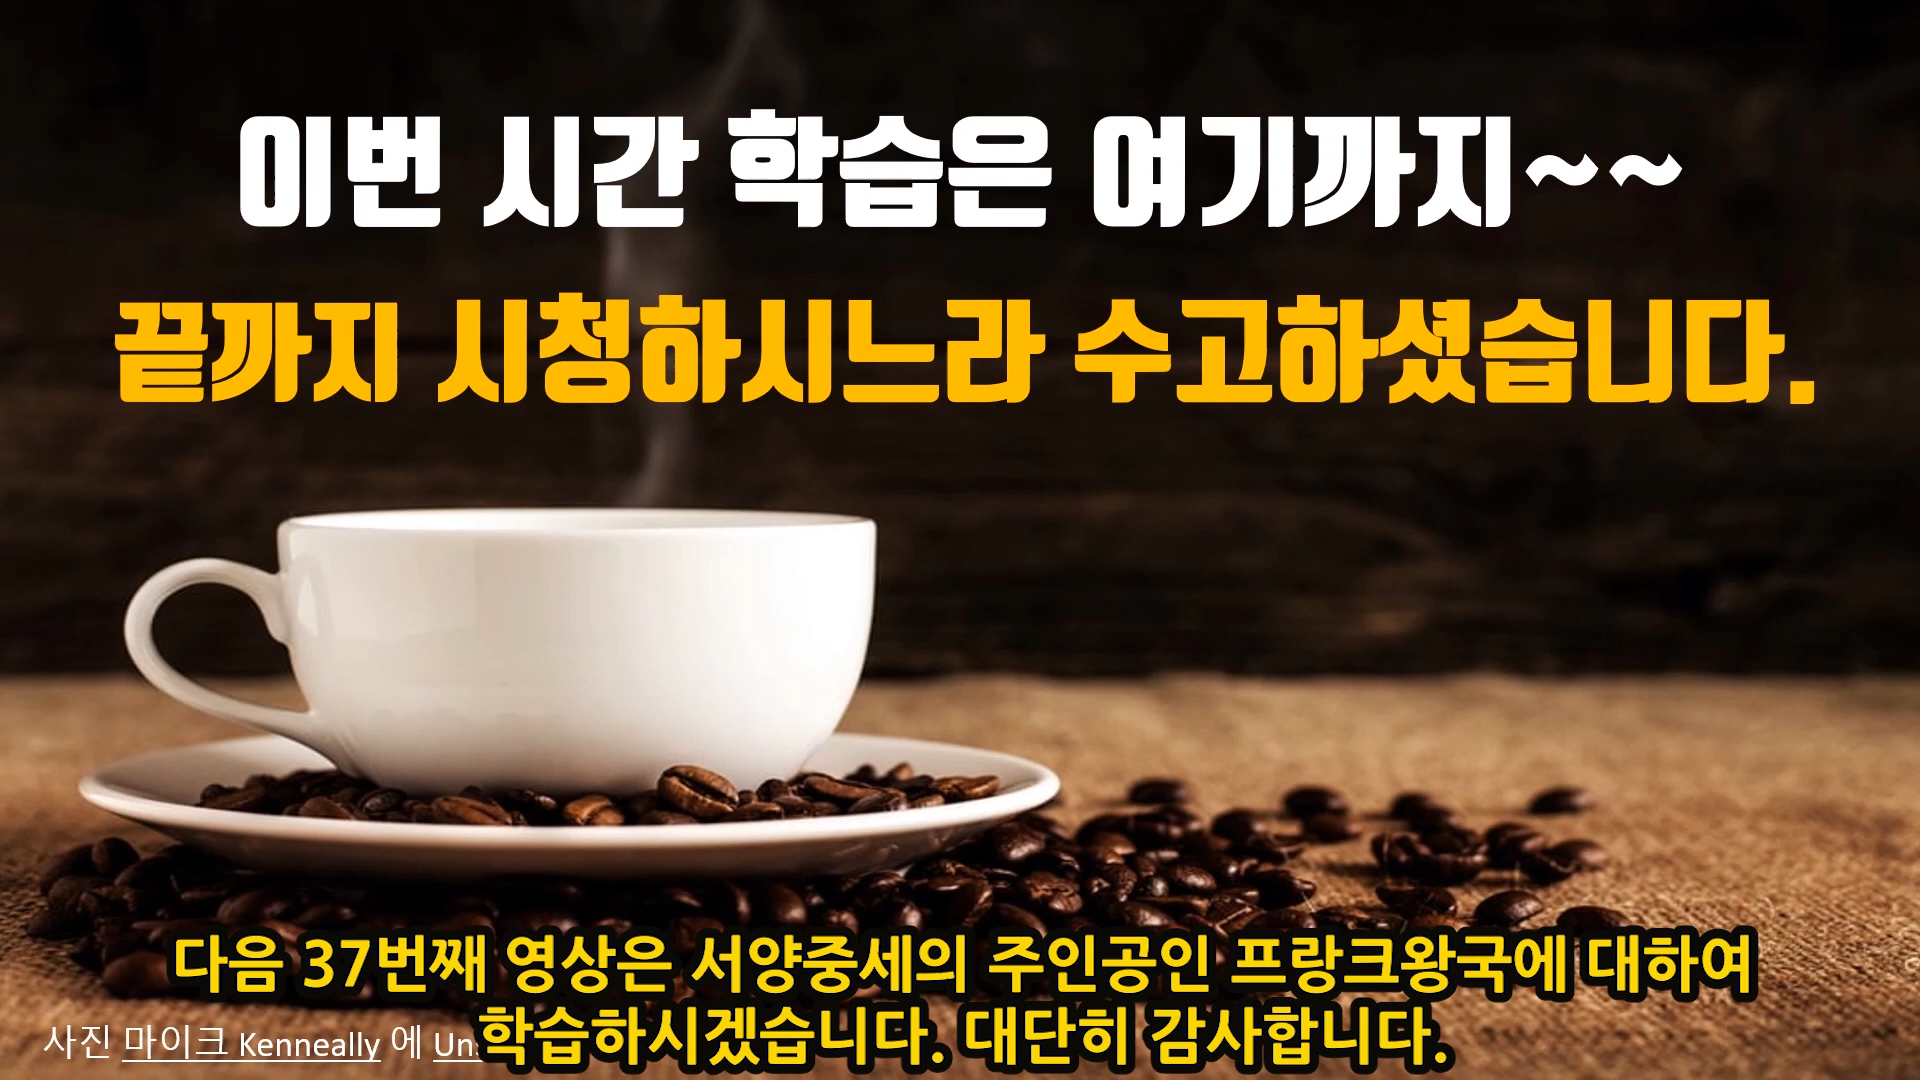 이번 시간 학습은 여기까지~~
끝까지 시청하시느라 수고하셨습니다.
다음 37번째 영상은 서양중세의 주인공인 프랑크왕국에 대하여
학습하시겠습니다. 대단히 감사합니다.
사진 마이크 Kenneally 에